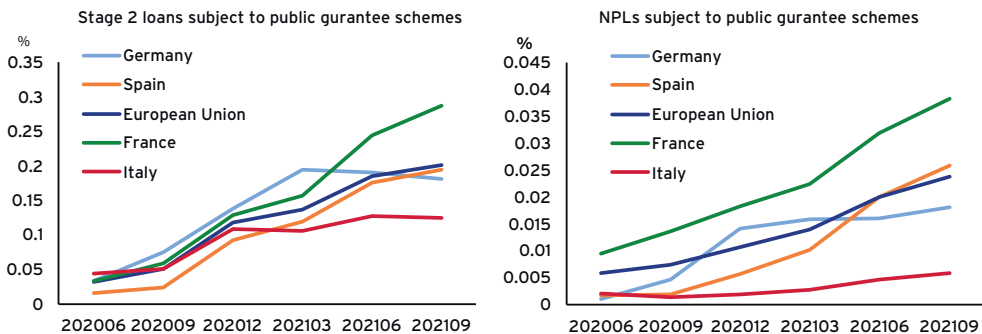 Stage 2 loans subject to public gurantee schemes
%
0.35
0.3
0.25
0.2
0.15
0.1
0.05
0
Germany
Spain
European Union
France
Italy
202006 202009 202012 202103 202106 202109
NPLs subject to public gurantee schemes
%
0.045
0.04
0.035
0.03
0.025
0.02
0.015
0.01
0.005
0
Germany
Spain
European Union
France
Italy
202006 202009 202012 202103 202106 202109